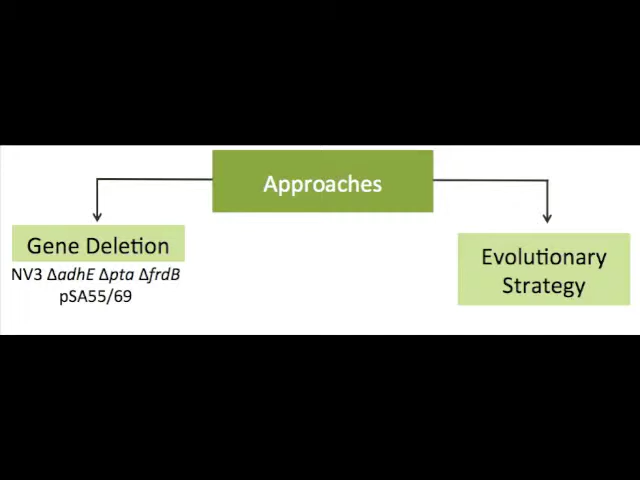 Approaches
Gene Deletion
NV3 ΔadhE Δpta ΔfrdB
pSA55/69
Evolutionary
Strategy